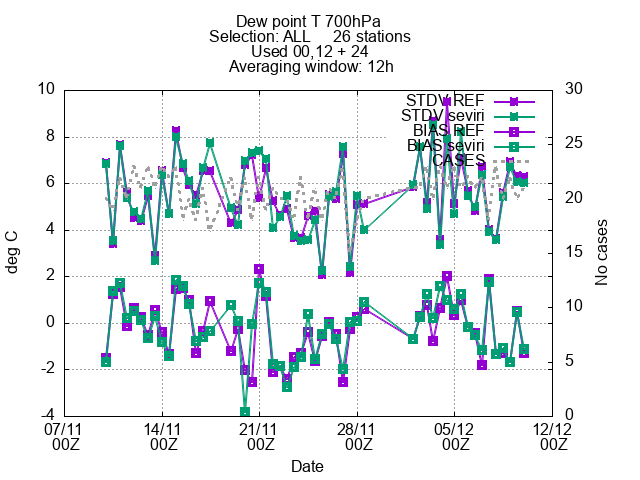 Dew point T 700hPa
Selection: ALL 26 stations
Used 00,12 + 24
Averaging window: 12h
10
8
6
4
2
0
-2
-4
deg C
30
25
20
15
10
5
0
No cases
STDV REF
STDV seviri
BIAS REF
BIAS seviri
CASES
07/11 14/11 21/11 28/11 05/12 12/12
00Z 00Z 00Z 00Z 00Z 00Z
Date